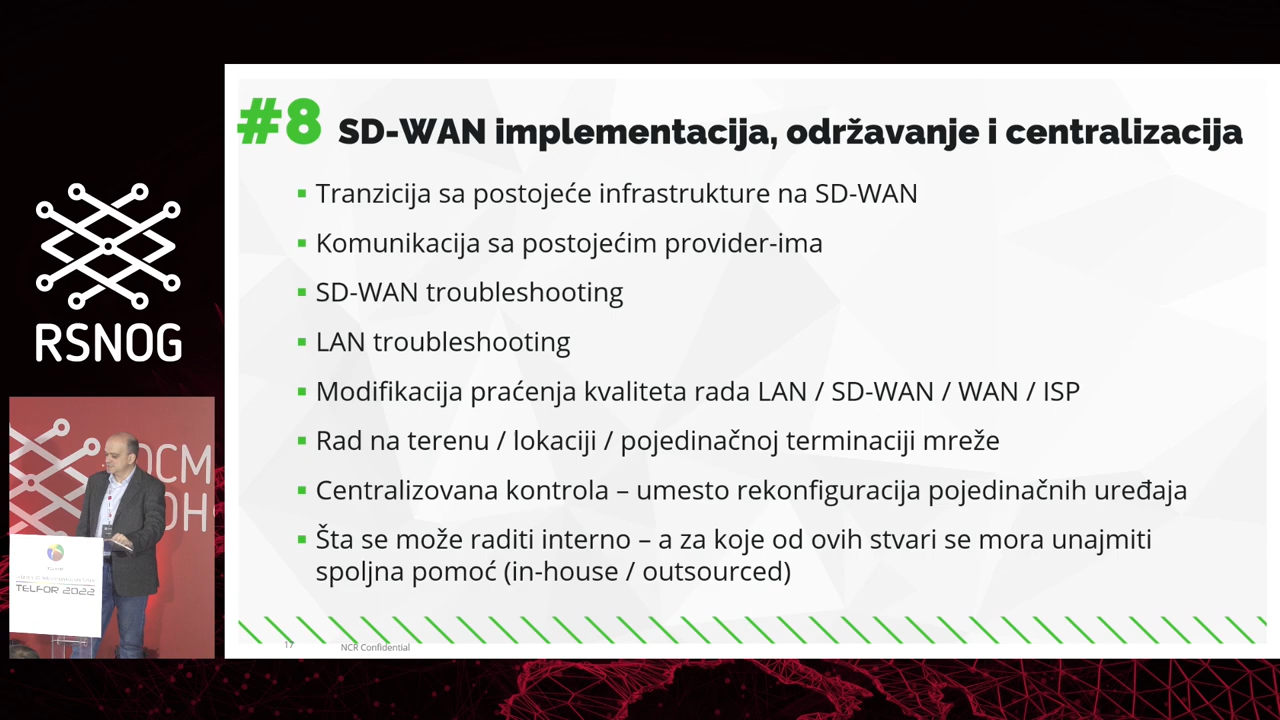 #8 SD-WAN implementacija, održavanje i centralizacija
▪ Tranzicija sa postojeće infrastrukture na SD-WAN
▪ Komunikacija sa postojećim provider-ima
▪ SD-WAN troubleshooting
▪ LAN troubleshooting
▪ Modifikacija praćenja kvaliteta rada LAN / SD-WAN / WAN / ISP
▪ Rad na terenu / lokaciji / pojedinačnoj terminaciji mreže
▪ Centralizovana kontrola – umesto rekonfiguracija pojedinačnih uređaja
▪ Šta se može raditi interno – a za koje od ovih stvari se mora unajmiti
spoljna pomoć (in-house / outsourced)
17 NCR Confidential
RSNOG
TELFOR 2022